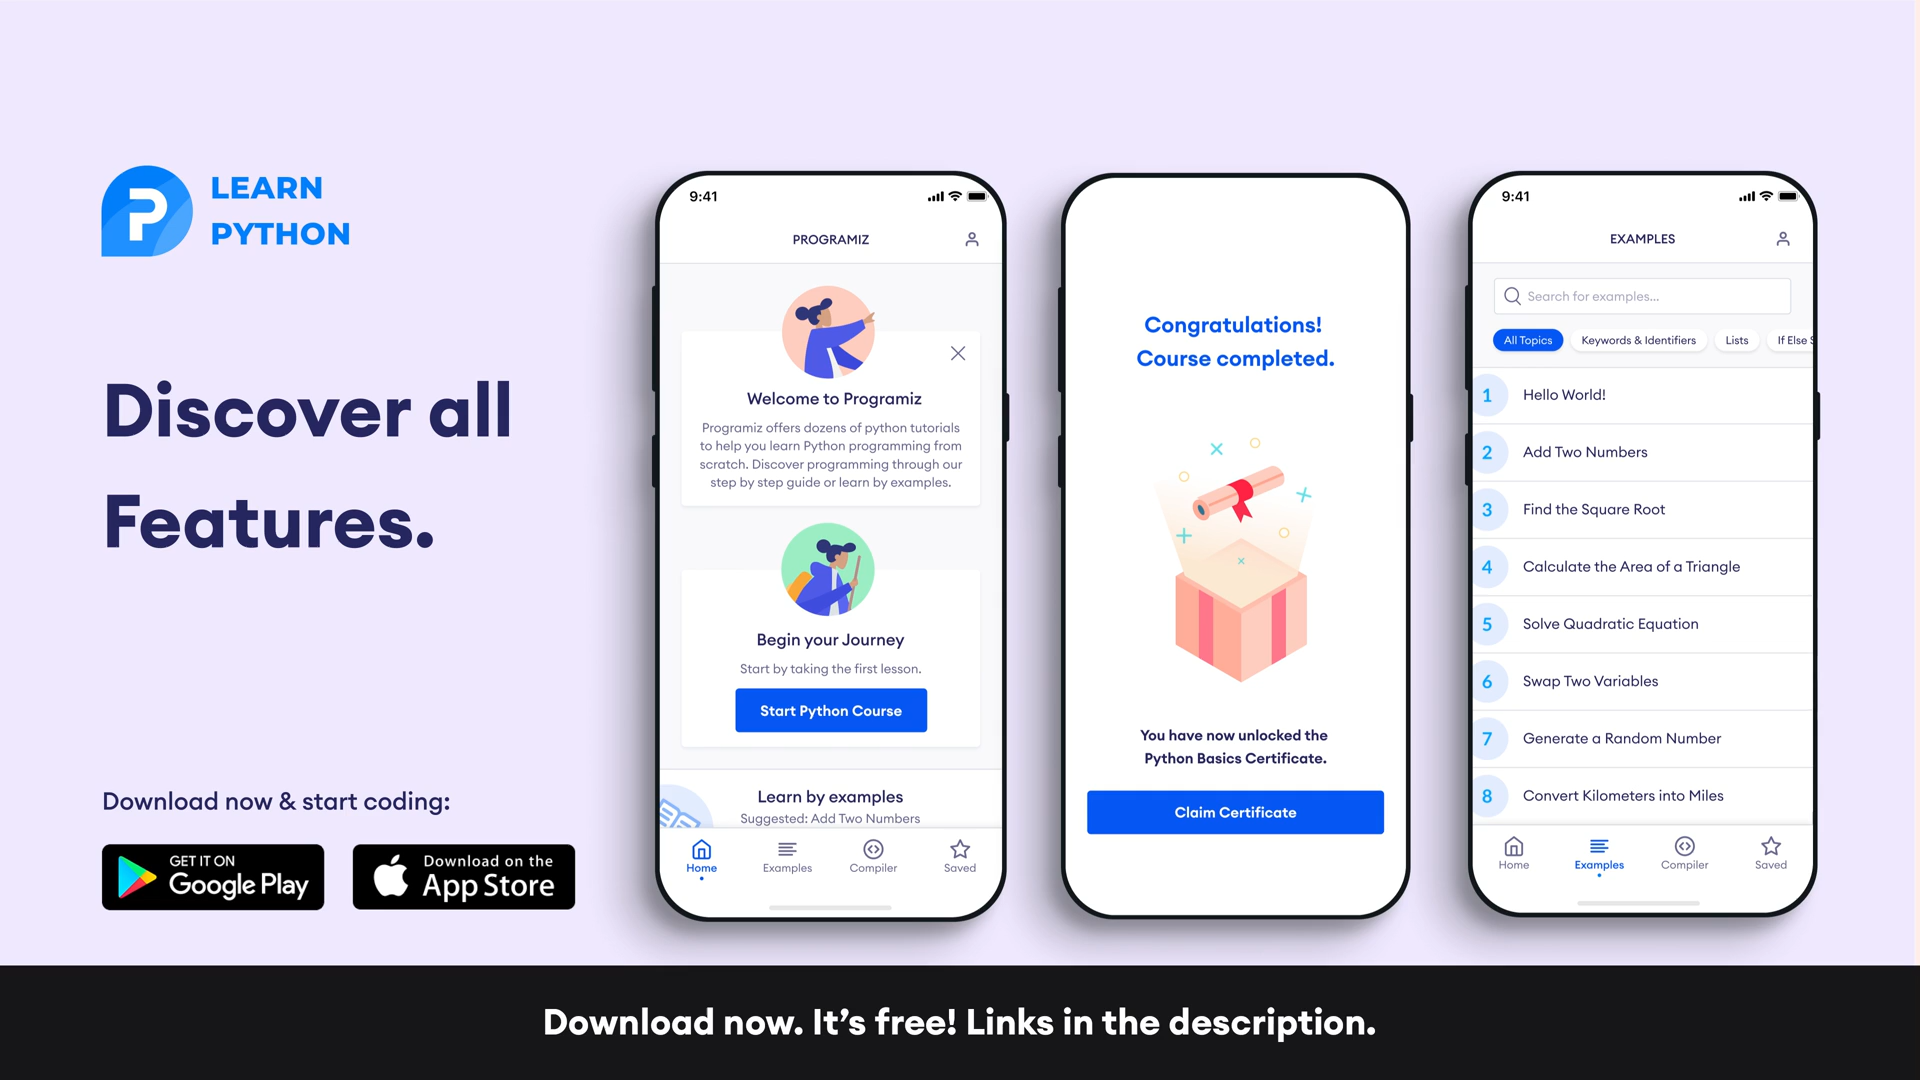 LEARN
PYTHON
Discover all
Features.
Download now & start coding:
GET IT ON
Google Play
Download on the
App Store
9:41
PROGRAMIZ
Welcome to Programiz
Programiz offers dozens of python tutorials
to help you learn Python programming from
scratch. Discover programming through our
step by step guide or learn by examples.
Begin your Journey
Start by taking the first lesson.
Start Python Course
Learn by examples
Suggested: Add Two Numbers
Home Examples Compiler Saved
Congratulations!
Course completed.
You have now unlocked the
Python Basics Certificate.
Claim Certificate
9:41
EXAMPLES
Search for examples...
All Topics Keywords & Identifiers Lists If Else S
1 Hello World!
2 Add Two Numbers
3 Find the Square Root
4 Calculate the Area of a Triangle
5 Solve Quadratic Equation
6 Swap Two Variables
7 Generate a Random Number
8 Convert Kilometers into Miles
Home Examples Compiler Saved
Download now. It's free! Links in the description.